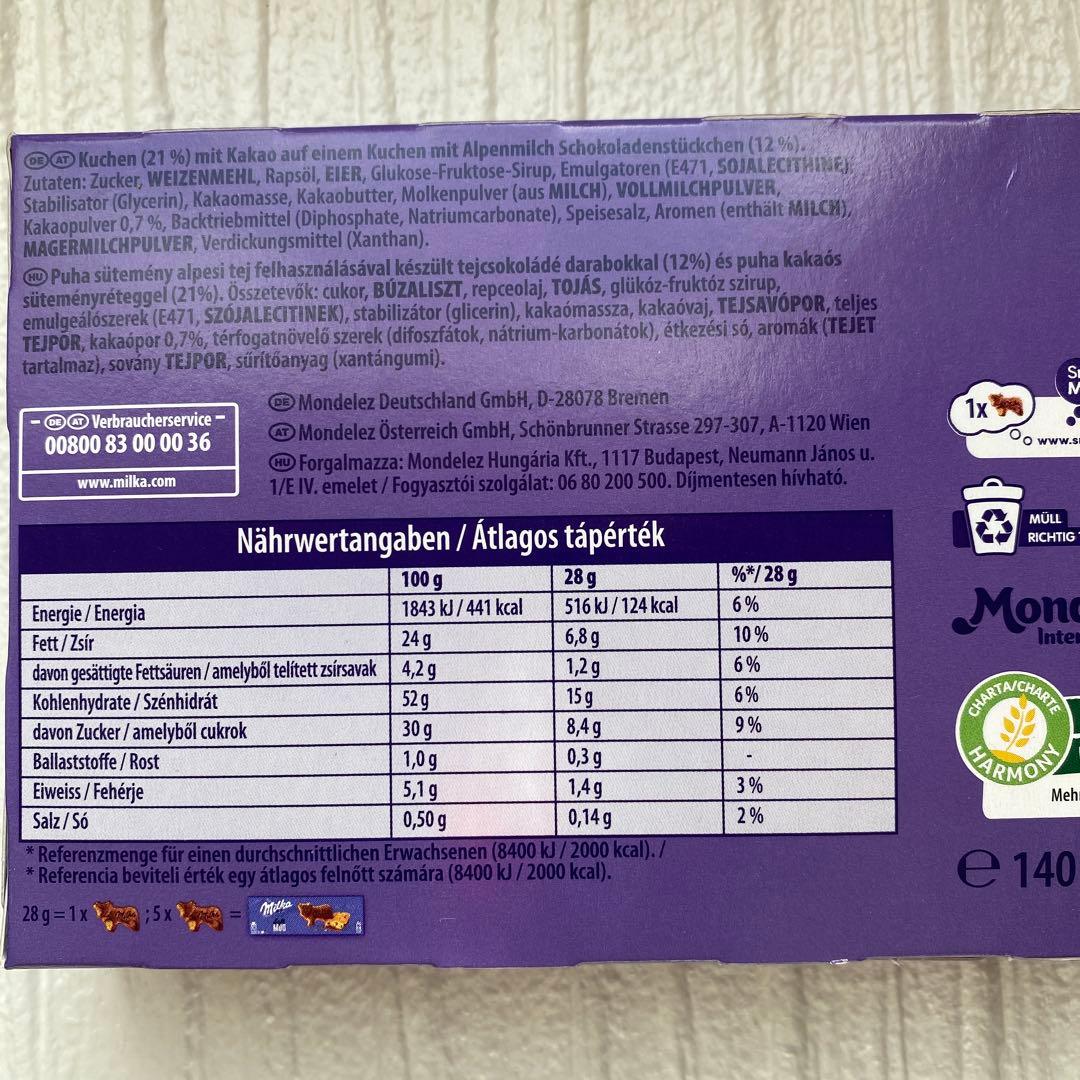 DE AT Kuchen (21 %) mit Kakao auf einem Kuchen mit Alpenmilch Schokoladenstückchen (12 %).
Zutaten: Zucker, WEIZENMEHL, Rapsöl, EIER, Glukose-Fruktose-Sirup, Emulgatoren (E471, SOJALECITHINE),
Stabilisator (Glycerin), Kakaomasse, Kakaobutter, Molkenpulver (aus MILCH), VOLLMILCHPULVER,
Kakaopulver 0,7 %, Backtriebmittel (Diphosphate, Natriumcarbonate), Speisesalz, Aromen (enthält MILCH),
MAGERMILCHPULVER, Verdickungsmittel (Xanthan).
HU Puha sütemény alpesi tej felhasználásával készült tejcsokoládé darabokkal (12%) és puha kakaós
süteményréteggel (21%). Összetevők: cukor, BÚZALISZT, repceolaj, TOJÁS, glükóz-fruktóz szirup,
emulgeálószerek (E471, SZÓJALECITINEK), stabilizátor (glicerin), kakaómassza, kakaóvaj, TEJSAVÓPOR, teljes
TEJPOR, kakaópor 0,7%, térfogatnövelő szerek (difoszfátok, nátrium-karbonátok), étkezési só, aromák (TEJET
tartalmaz), sovány TEJPOR, sűrítőanyag (xantángumi).
DE AT Verbraucherservice
00800 83 00 00 36
www.milka.com
DE Mondelez Deutschland GmbH, D-28078 Bremen
AT Mondelez Österreich GmbH, Schönbrunner Strasse 297-307, A-1120 Wien
HU Forgalmazza: Mondelez Hungária Kft., 1117 Budapest, Neumann János u.
1/E IV. emelet / Fogyasztói szolgálat: 06 80 200 500. Díjmentesen hívható.
Nährwertangaben / Átlagos tápérték
100 g 28 g %*/ 28 g
Energie / Energia 1843 kJ / 441 kcal 516 kJ / 124 kcal 6 %
Fett / Zsír 24 g 6,8 g 10 %
davon gesättigte Fettsäuren / amelyből telített zsírsavak 4,2 g 1,2 g 6 %
Kohlenhydrate / Szénhidrát 52 g 15 g 6 %
davon Zucker / amelyből cukrok 30 g 8,4 g 9 %
Ballaststoffe / Rost 1,0 g 0,3 g -
Eiweiss / Fehérje 5,1 g 1,4 g 3 %
Salz / Só 0,50 g 0,14 g 2 %
* Referenzmenge für einen durchschnittlichen Erwachsenen (8400 kJ / 2000 kcal). /
* Referencia beviteli érték egy átlagos felnőtt számára (8400 kJ / 2000 kcal).
28 g = 1 x ; 5 x =
Milka
1x
MÜLL
RICHTIG
CHARTA/CHARTE
HARMONY
e 140